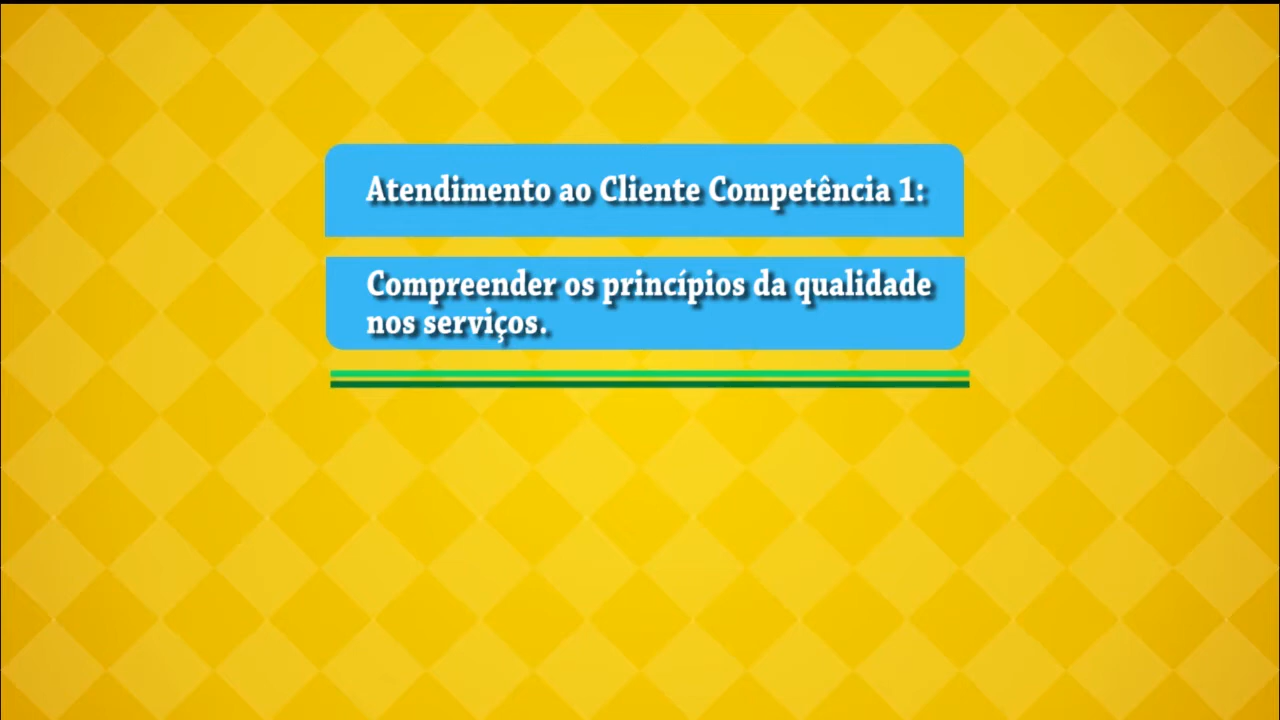 Atendimento ao Cliente Competência 1:
Compreender os princípios da qualidade
nos serviços.